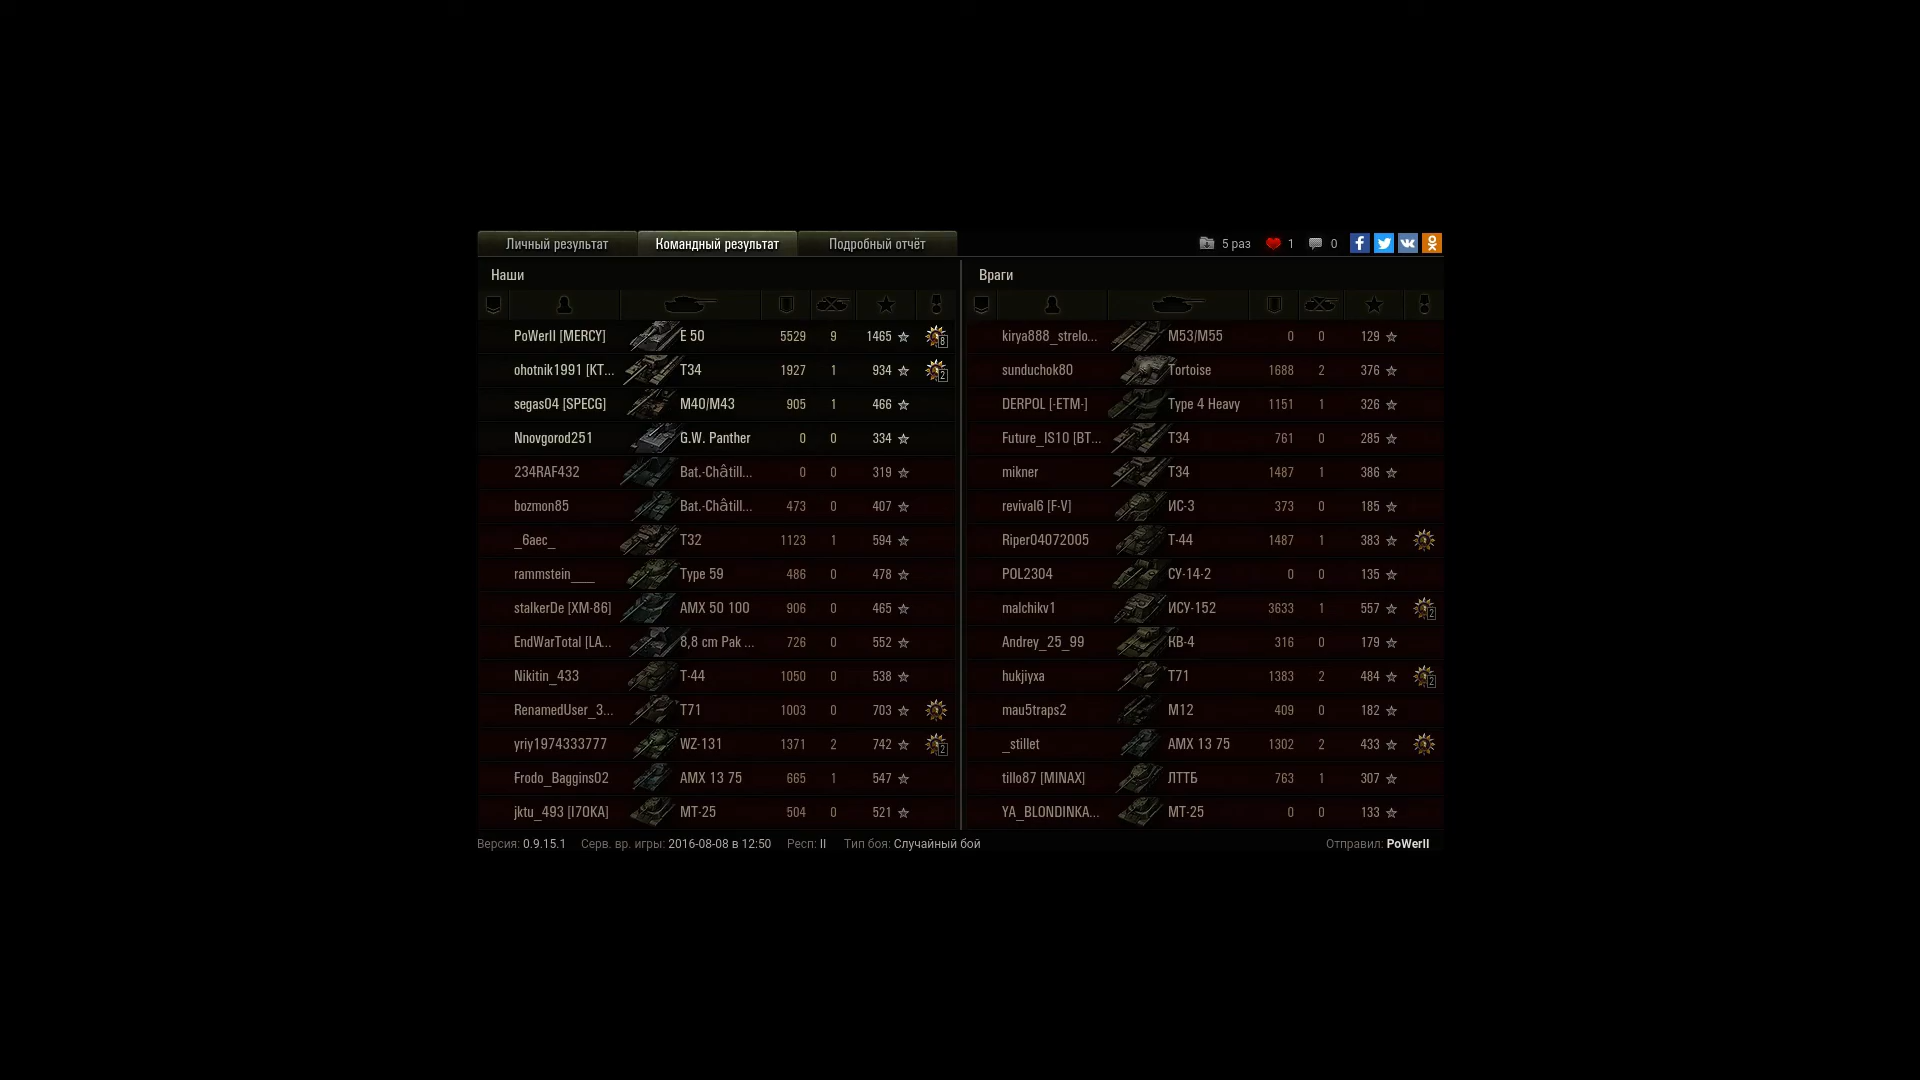 Личный результат Командный результат Подробный отчёт 5 раз 1 0
Наши Враги
PoWerII [MERCY] E 50 5529 9 1465 8 kirya888_strelo... M53/M55 0 0 129
ohotnik1991 [KT... T34 1927 1 934 2 sunduchok80 Tortoise 1688 2 376
segas04 [SPECG] M40/M43 905 1 466 DERPOL [-ETM-] Type 4 Heavy 1151 1 326
Nnovgorod251 G.W. Panther 0 0 334 Future_IS10 [BT... T34 761 0 285
234RAF432 Bat.-Châtill... 0 0 319 mikner T34 1487 1 386
bozmon85 Bat.-Châtill... 473 0 407 revival6 [F-V] ИС-3 373 0 185
_6aec_ T32 1123 1 594 Riper04072005 Т-44 1487 1 383
rammstein___ Type 59 486 0 478 POL2304 СУ-14-2 0 0 135
stalkerDe [XM-86] AMX 50 100 906 0 465 malchikv1 ИСУ-152 3633 1 557 2
EndWarTotal [LA... 8,8 cm Pak ... 726 0 552 Andrey_25_99 КВ-4 316 0 179
Nikitin_433 Т-44 1050 0 538 hukjiyxa T71 1383 2 484 2
RenamedUser_3... T71 1003 0 703 mau5traps2 M12 409 0 182
yriy1974333777 WZ-131 1371 2 742 2 _stillet AMX 13 75 1302 2 433
Frodo_Baggins02 AMX 13 75 665 1 547 tillo87 [MINAX] ЛТТБ 763 1 307
jktu_493 [I7OKA] МТ-25 504 0 521 YA_BLONDINKA... МТ-25 0 0 133
Версия: 0.9.15.1 Серв. вр. игры: 2016-08-08 в 12:50 Респ: II Тип боя: Случайный бой Отправил: PoWerII